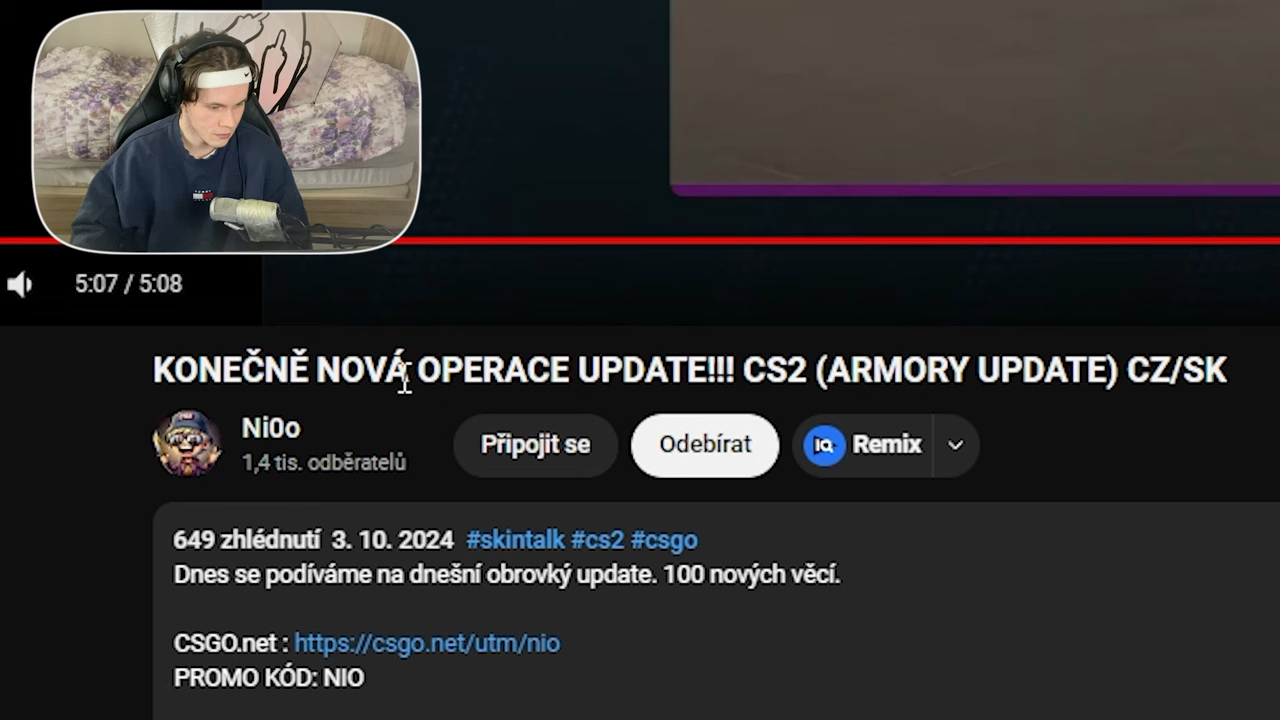 5:07 / 5:08
KONEČNĚ NOVÁ OPERACE UPDATE!!! CS2 (ARMORY UPDATE) CZ/SK
Ni0o
1,4 tis. odběratelů
Připojit se
Odebírat
Remix
649 zhlédnutí 3. 10. 2024 #skintalk #cs2 #csgo
Dnes se podíváme na dnešní obrovký update. 100 nových věcí.
CSGO.net : https://csgo.net/utm/nio
PROMO KÓD: NIO